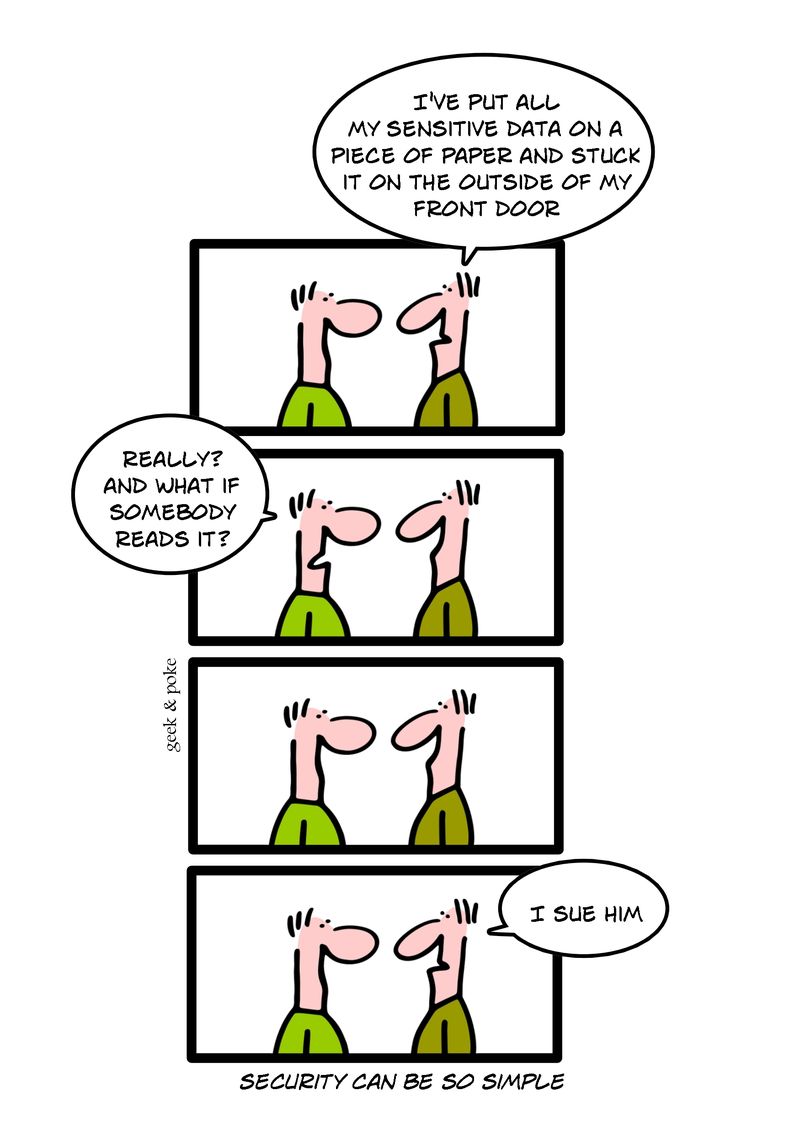 I'VE PUT ALL
MY SENSITIVE DATA ON A
PIECE OF PAPER AND STUCK
IT ON THE OUTSIDE OF MY
FRONT DOOR
REALLY?
AND WHAT IF
SOMEBODY
READS IT?
geek & poke
I SUE HIM
SECURITY CAN BE SO SIMPLE